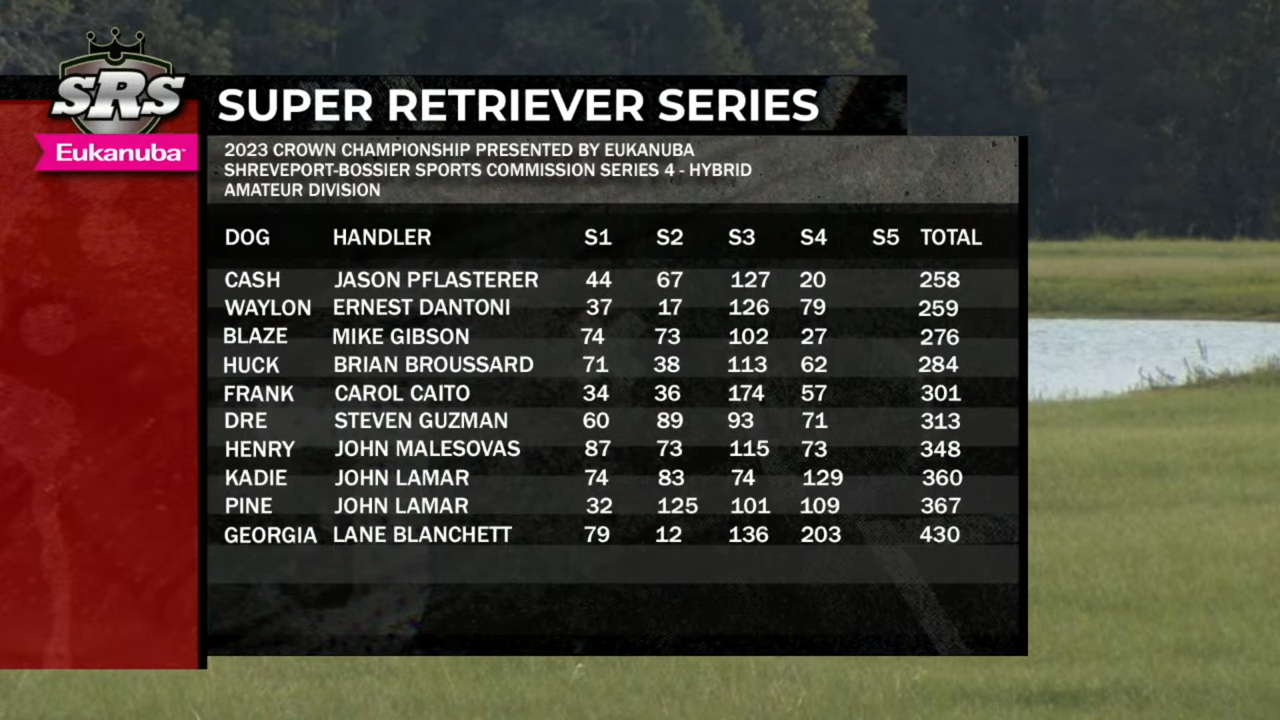 SRS
Eukanuba
SUPER RETRIEVER SERIES
2023 CROWN CHAMPIONSHIP PRESENTED BY EUKANUBA
SHREVEPORT-BOSSIER SPORTS COMMISSION SERIES 4 - HYBRID
AMATEUR DIVISION
DOG HANDLER S1 S2 S3 S4 S5 TOTAL
CASH JASON PFLASTERER 44 67 127 20 258
WAYLON ERNEST DANTONI 37 17 126 79 259
BLAZE MIKE GIBSON 74 73 102 27 276
HUCK BRIAN BROUSSARD 71 38 113 62 284
FRANK CAROL CAITO 34 36 174 57 301
DRE STEVEN GUZMAN 60 89 93 71 313
HENRY JOHN MALESOVAS 87 73 115 73 348
KADIE JOHN LAMAR 74 83 74 129 360
PINE JOHN LAMAR 32 125 101 109 367
GEORGIA LANE BLANCHETT 79 12 136 203 430